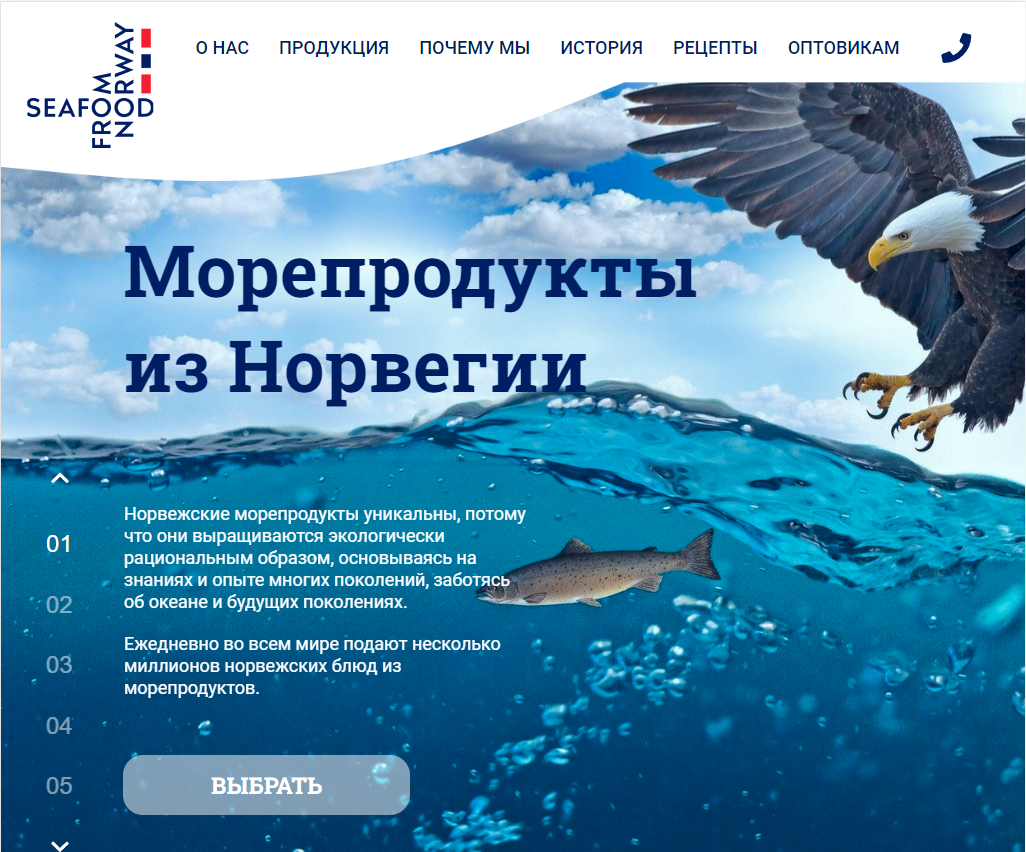 SEAFOOD
FROM
NORWAY
О НАС
ПРОДУКЦИЯ
ПОЧЕМУ МЫ
ИСТОРИЯ
РЕЦЕПТЫ
ОПТОВИКАМ
Морепродукты
из Норвегии
Норвежские морепродукты уникальны, потому
что они выращиваются экологически
рациональным образом, основываясь на
знаниях и опыте многих поколений, заботясь
об океане и будущих поколениях.
Ежедневно во всем мире подают несколько
миллионов норвежских блюд из
морепродуктов.
01
02
03
04
05
ВЫБРАТЬ